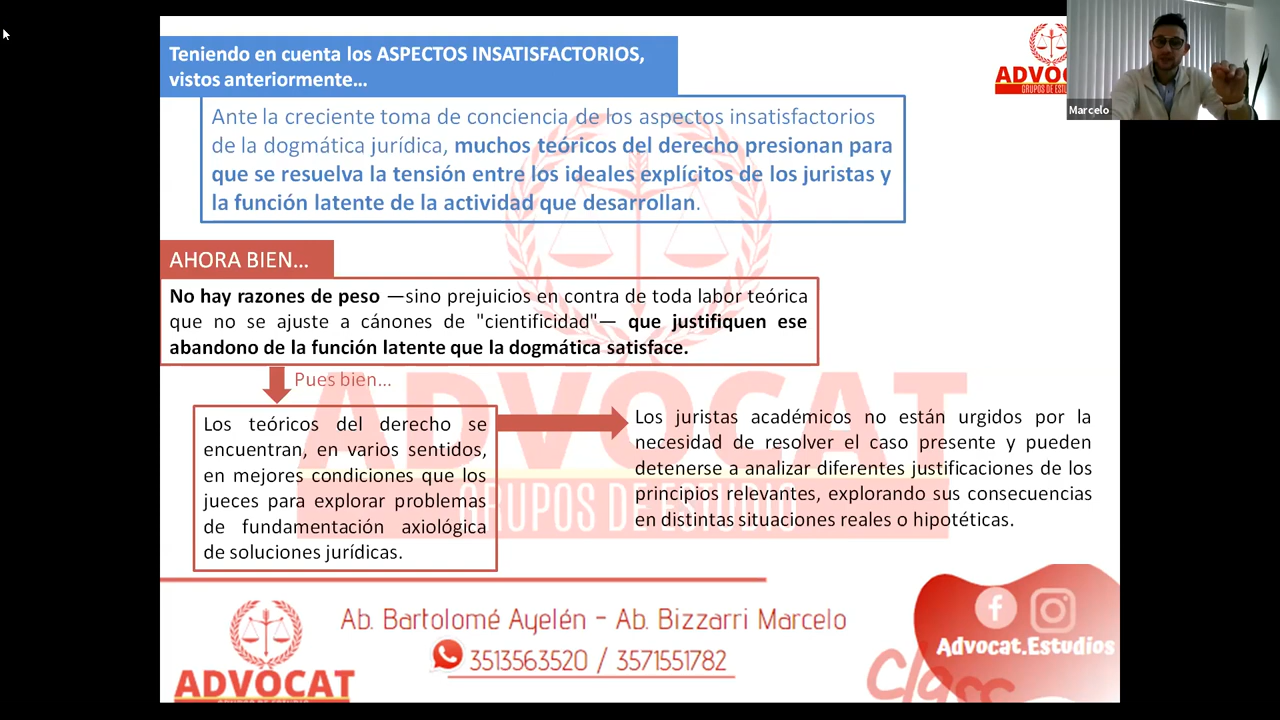 Teniendo en cuenta los ASPECTOS INSATISFACTORIOS,
vistos anteriormente...
Ante la creciente toma de conciencia de los aspectos insatisfactorios
de la dogmática jurídica, muchos teóricos del derecho presionan para
que se resuelva la tensión entre los ideales explícitos de los juristas y
la función latente de la actividad que desarrollan.
AHORA BIEN...
No hay razones de peso —sino prejuicios en contra de toda labor teórica
que no se ajuste a cánones de "cientificidad"— que justifiquen ese
abandono de la función latente que la dogmática satisface.
Pues bien...
Los teóricos del derecho se
encuentran, en varios sentidos,
en mejores condiciones que los
jueces para explorar problemas
de fundamentación axiológica
de soluciones jurídicas.
Los juristas académicos no están urgidos por la
necesidad de resolver el caso presente y pueden
detenerse a analizar diferentes justificaciones de los
principios relevantes, explorando sus consecuencias
en distintas situaciones reales o hipotéticas.
ADVOCAT
GRUPOS DE ESTUDIO
Ab. Bartolomé Ayelén - Ab. Bizzarri Marcelo
3513563520 / 3571551782
ADVOCAT
Advocat.Estudios
Class
ADVOC
GRUPOS DE EST
Marcelo